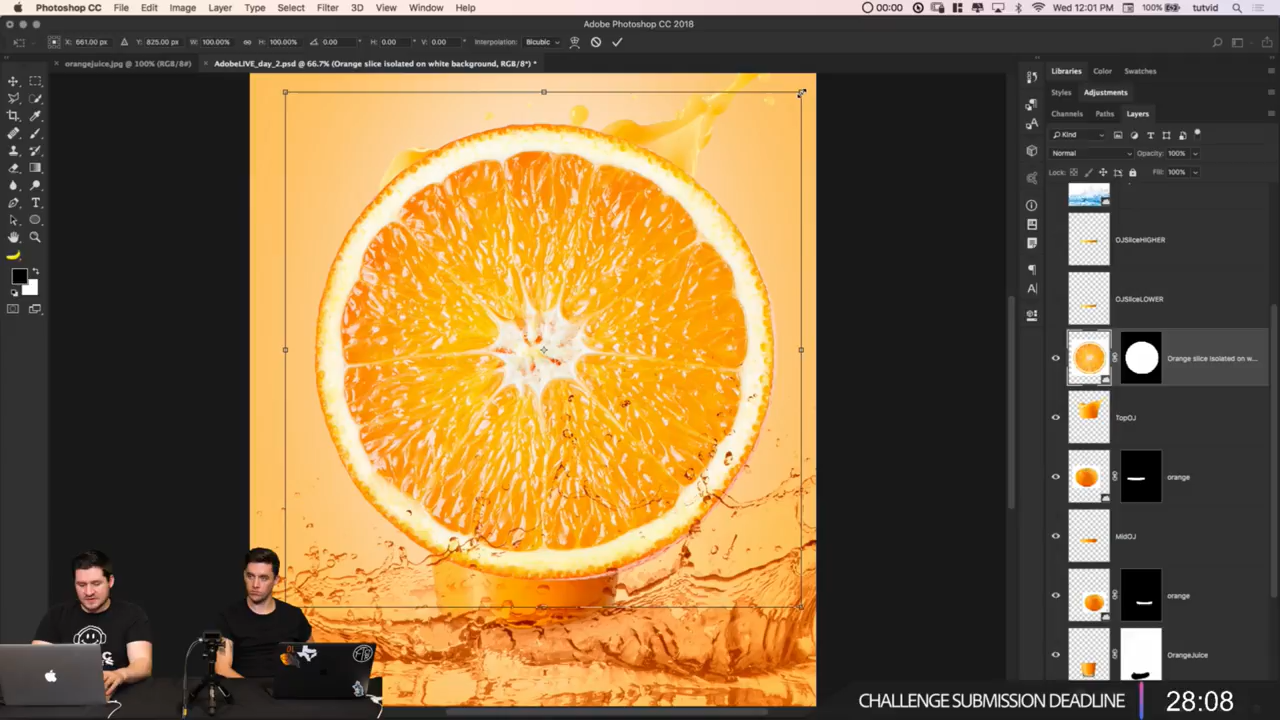 Photoshop CC File Edit Image Layer Type Select Filter 3D View Window Help 00:00 Wed 12:01 PM 100% tutvid
Adobe Photoshop CC 2018
X: 661.00 px Y: 825.00 px W: 100.00% H: 100.00% 0.00 H: 0.00 V: 0.00 Interpolation: Bicubic
× orangejuice.jpg @ 100% (RGB/8#) × AdobeLIVE_day_2.psd @ 66.7% (Orange slice isolated on white background, RGB/8*) *
Libraries Color Swatches
Styles Adjustments
Channels Paths Layers
Kind
Normal Opacity: 100%
Lock: Fill: 100%
OJSliceHIGHER
OJSliceLOWER
Orange slice isolated on w...
TopOJ
orange
MidOJ
orange
OrangeJuice
CHALLENGE SUBMISSION DEADLINE 28:08